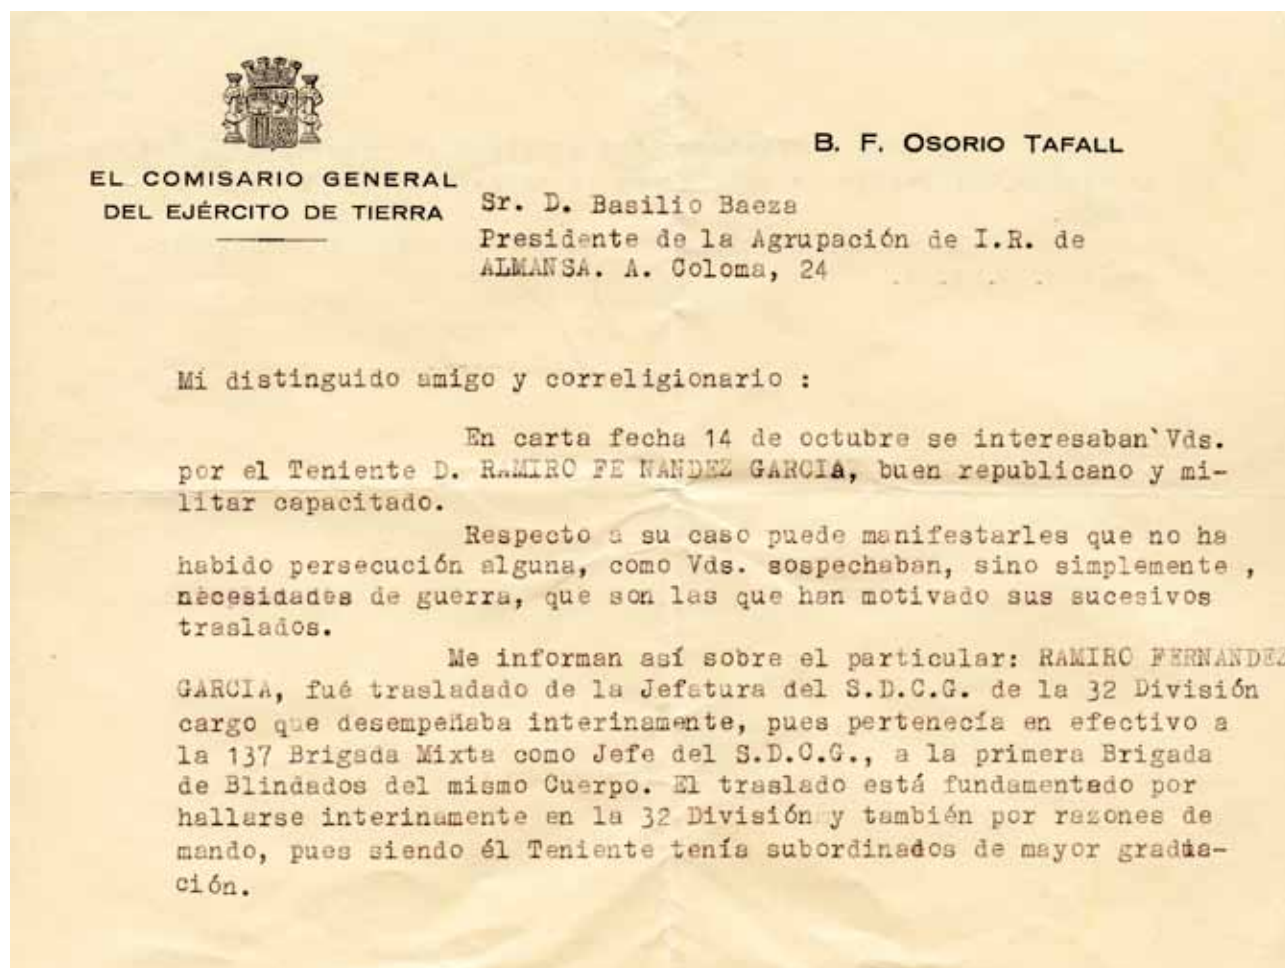 B. F. OSORIO TAFALL
EL COMISARIO GENERAL
DEL EJÉRCITO DE TIERRA
Sr. D. Basilio Baeza
Presidente de la Agrupación de I.R. de
ALMANSA. A. Coloma, 24
Mi distinguido amigo y correligionario :
En carta fecha 14 de octubre se interesaban Vds.
por el Teniente D. RAMIRO FE NANDEZ GARCIA, buen republicano y mi-
litar capacitado.
Respecto a su caso puede manifestarles que no ha
habido persecución alguna, como Vds. sospechaban, sino simplemente ,
necesidades de guerra, que son las que han motivado sus sucesivos
traslados.
Me informan así sobre el particular: RAMIRO FERNANDEZ
GARCIA, fué trasladado de la Jefatura del S.D.C.G. de la 32 División
cargo que desempeñaba interinamente, pues pertenecía en efectivo a
la 137 Brigada Mixta como Jefe del S.D.C.G., a la primera Brigada
de Blindados del mismo Cuerpo. El traslado está fundamentado por
hallarse interinamente en la 32 División y también por razones de
mando, pues siendo él Teniente tenía subordinados de mayor gradua-
ción.